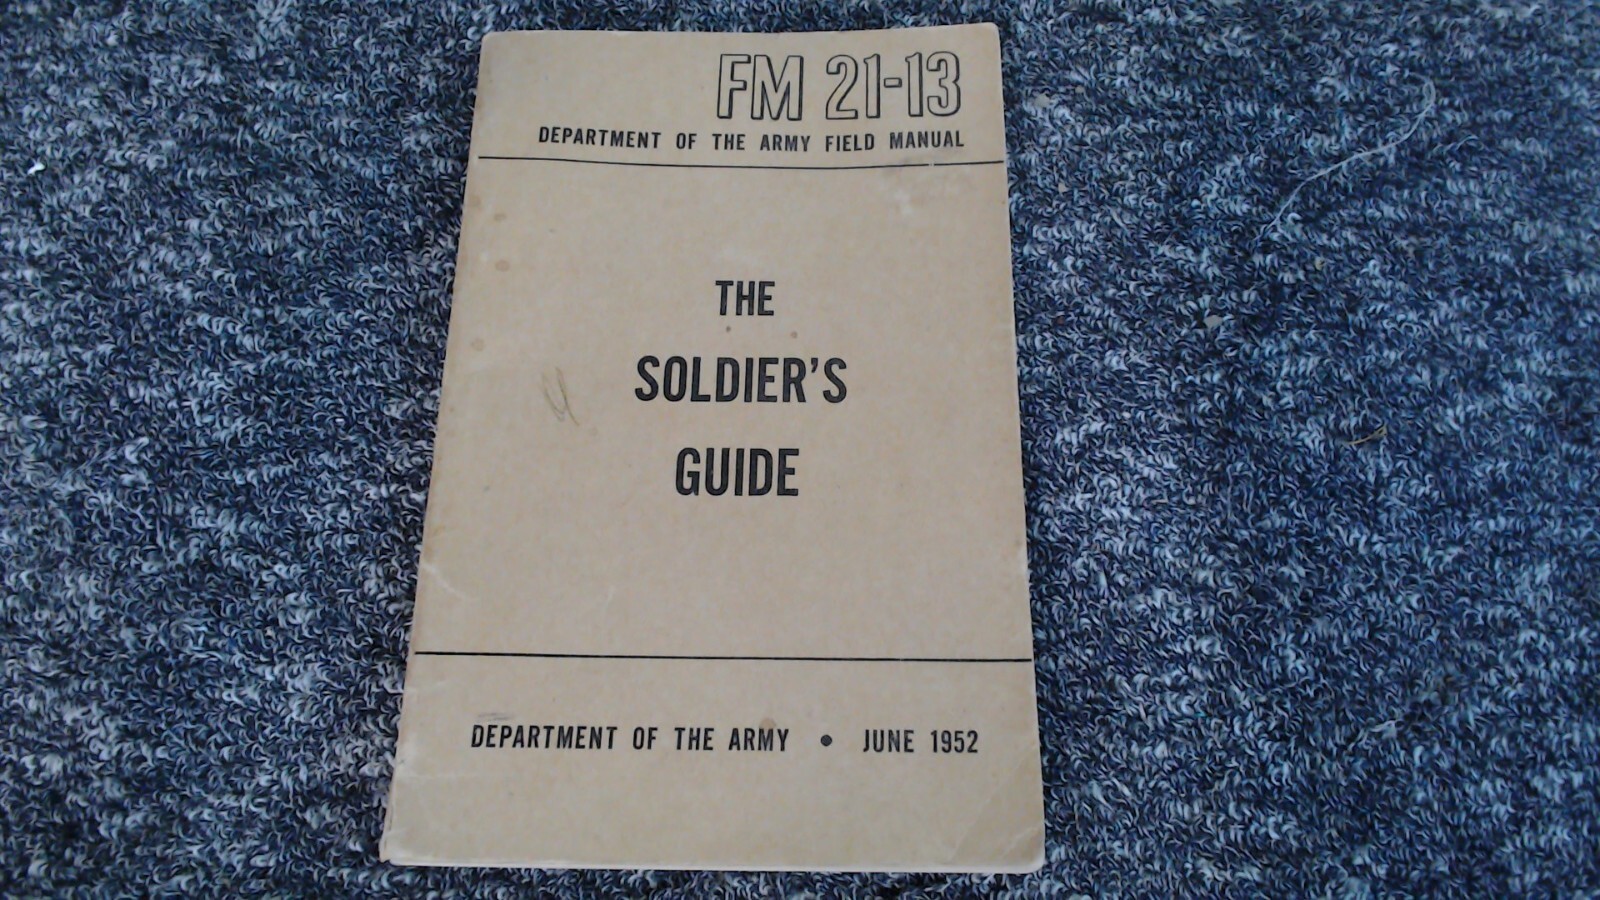 FM 21-13
DEPARTMENT OF THE ARMY FIELD MANUAL
THE
SOLDIER'S
GUIDE
DEPARTMENT OF THE ARMY • JUNE 1952